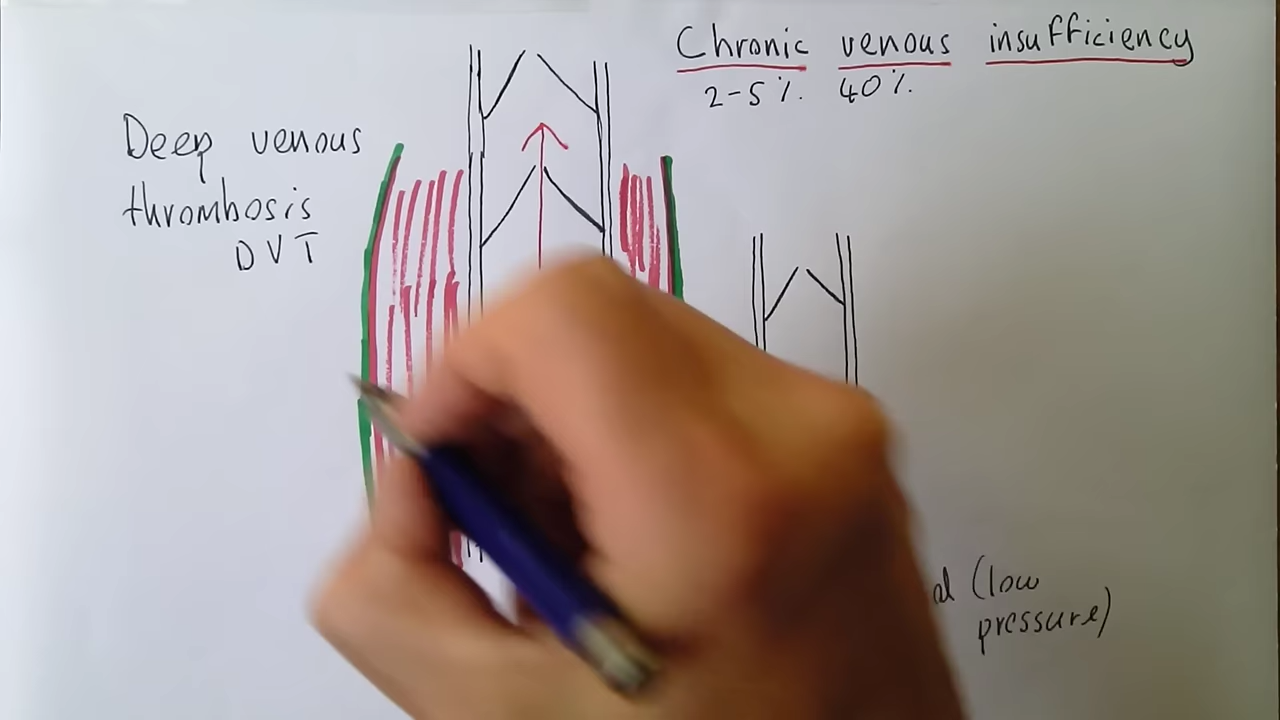 Chronic venous insufficiency
2-5%. 40%.
Deep venous
thrombosis
DVT
(low
pressure)